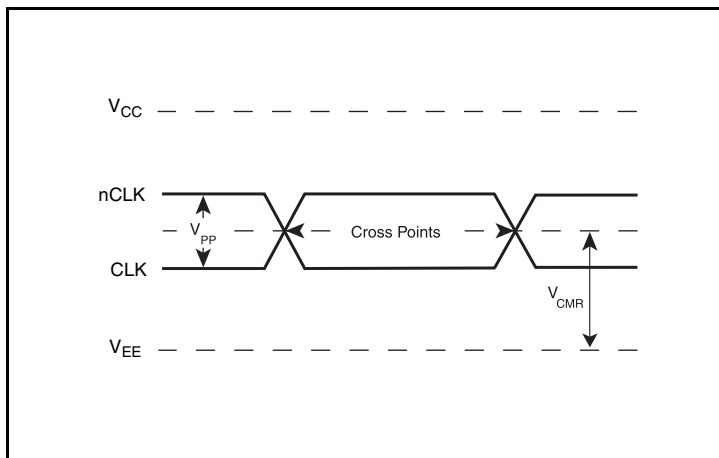 VCC
nCLK
VPP
Cross Points
CLK
VCMR
VEE